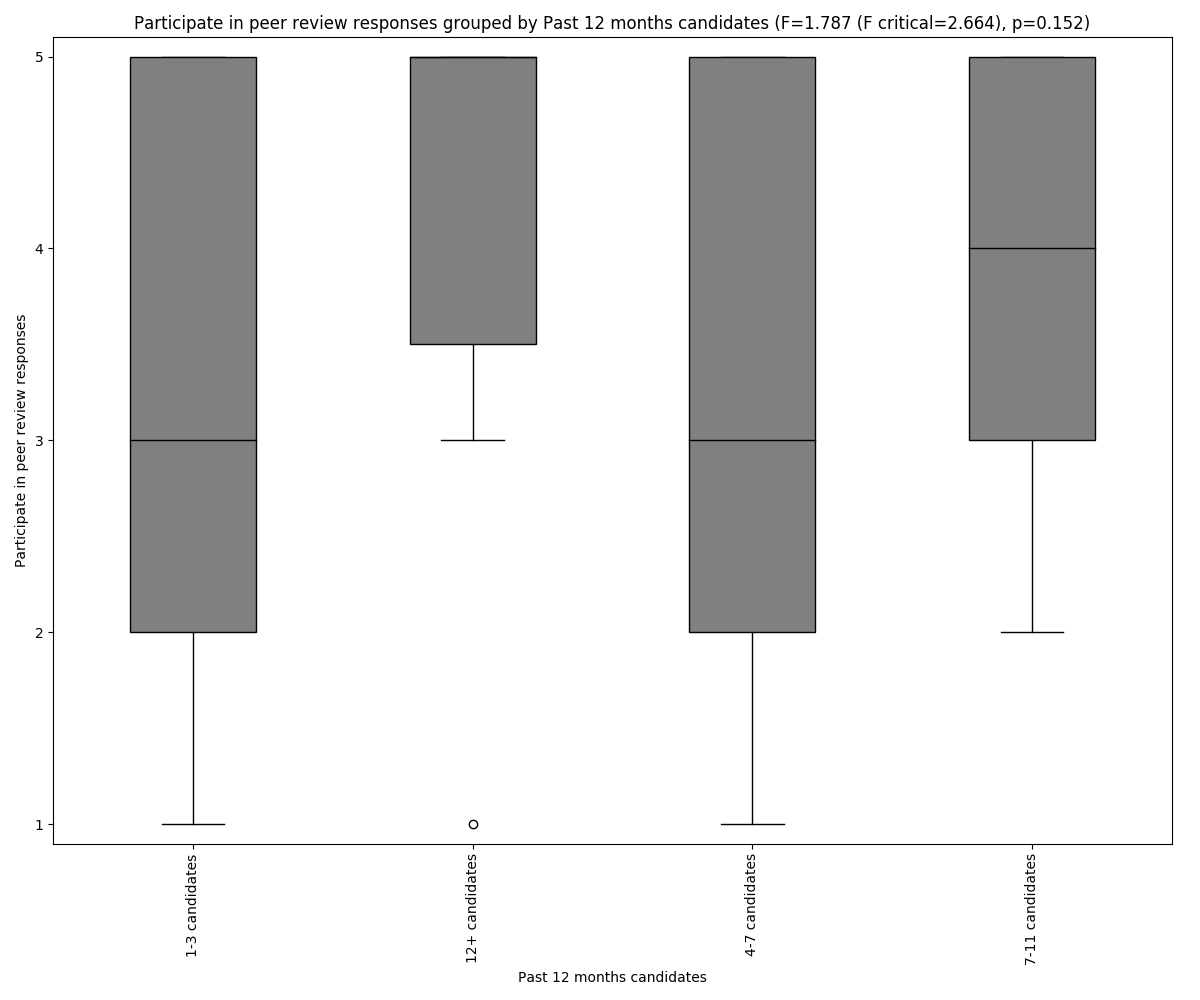 Participate in peer review responses grouped by Past 12 months candidates (F=1.787 (F critical=2.664), p=0.152)
5
4
3
2
1
Participate in peer review responses
1-3 candidates
12+ candidates
4-7 candidates
7-11 candidates
Past 12 months candidates